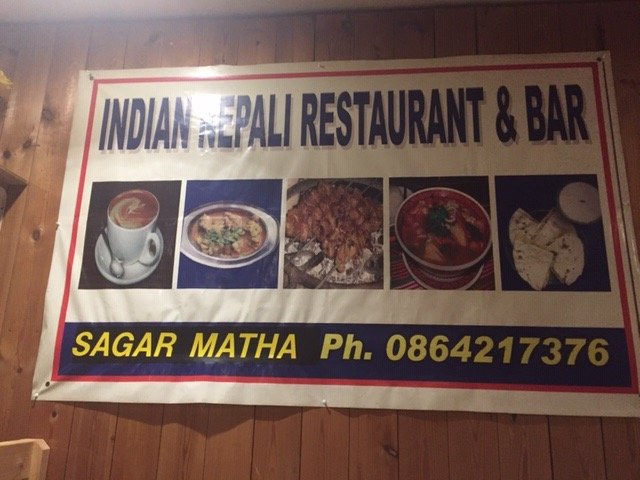 INDIAN NEPALI RESTAURANT & BAR
SAGAR MATHA Ph. 0864217376